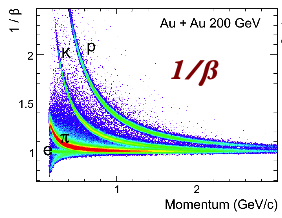 1 / β
Au + Au 200 GeV
2
K
p
1/β
1.5
π
e
1
1
2
Momentum (GeV/c)